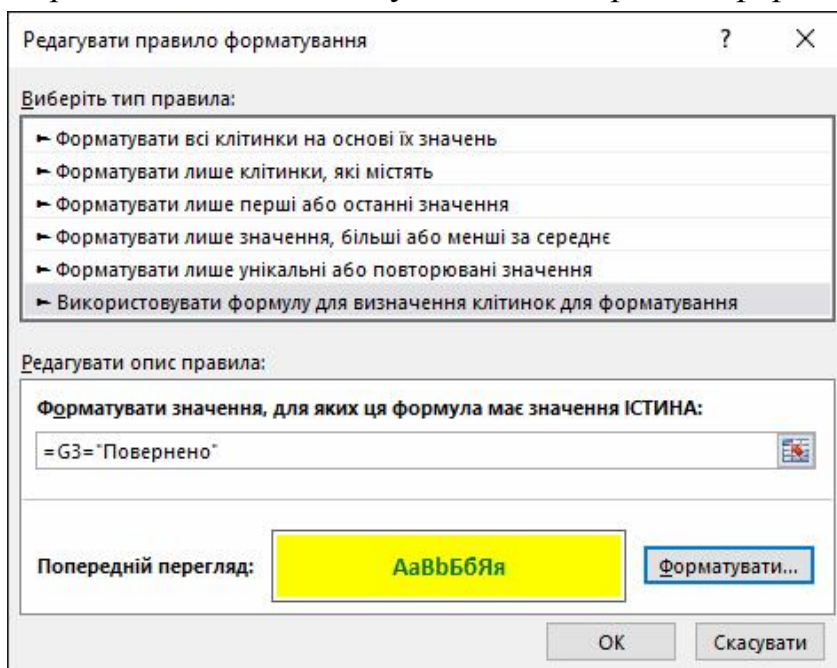 Редагувати правило форматування ?
Виберіть тип правила:
► Форматувати всі клітинки на основі їх значень
► Форматувати лише клітинки, які містять
► Форматувати лише перші або останні значення
► Форматувати лише значення, більші або менші за середнє
► Форматувати лише унікальні або повторювані значення
► Використовувати формулу для визначення клітинок для форматування
Редагувати опис правила:
Форматувати значення, для яких ця формула має значення ІСТИНА:
=G3="Повернено"
Попередній перегляд: АаВbБбЯя Форматувати...
ОК Скасувати